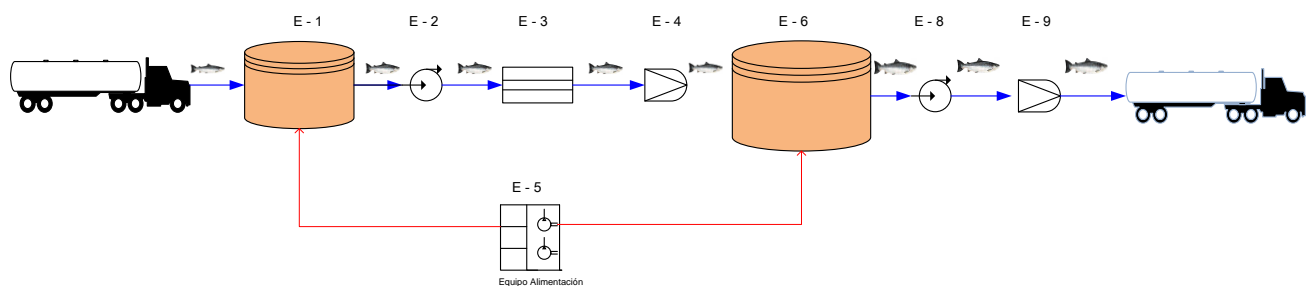 E - 1
E - 2
E - 3
E - 4
E - 6
E - 8
E - 9
E - 5
Equipo Alimentación